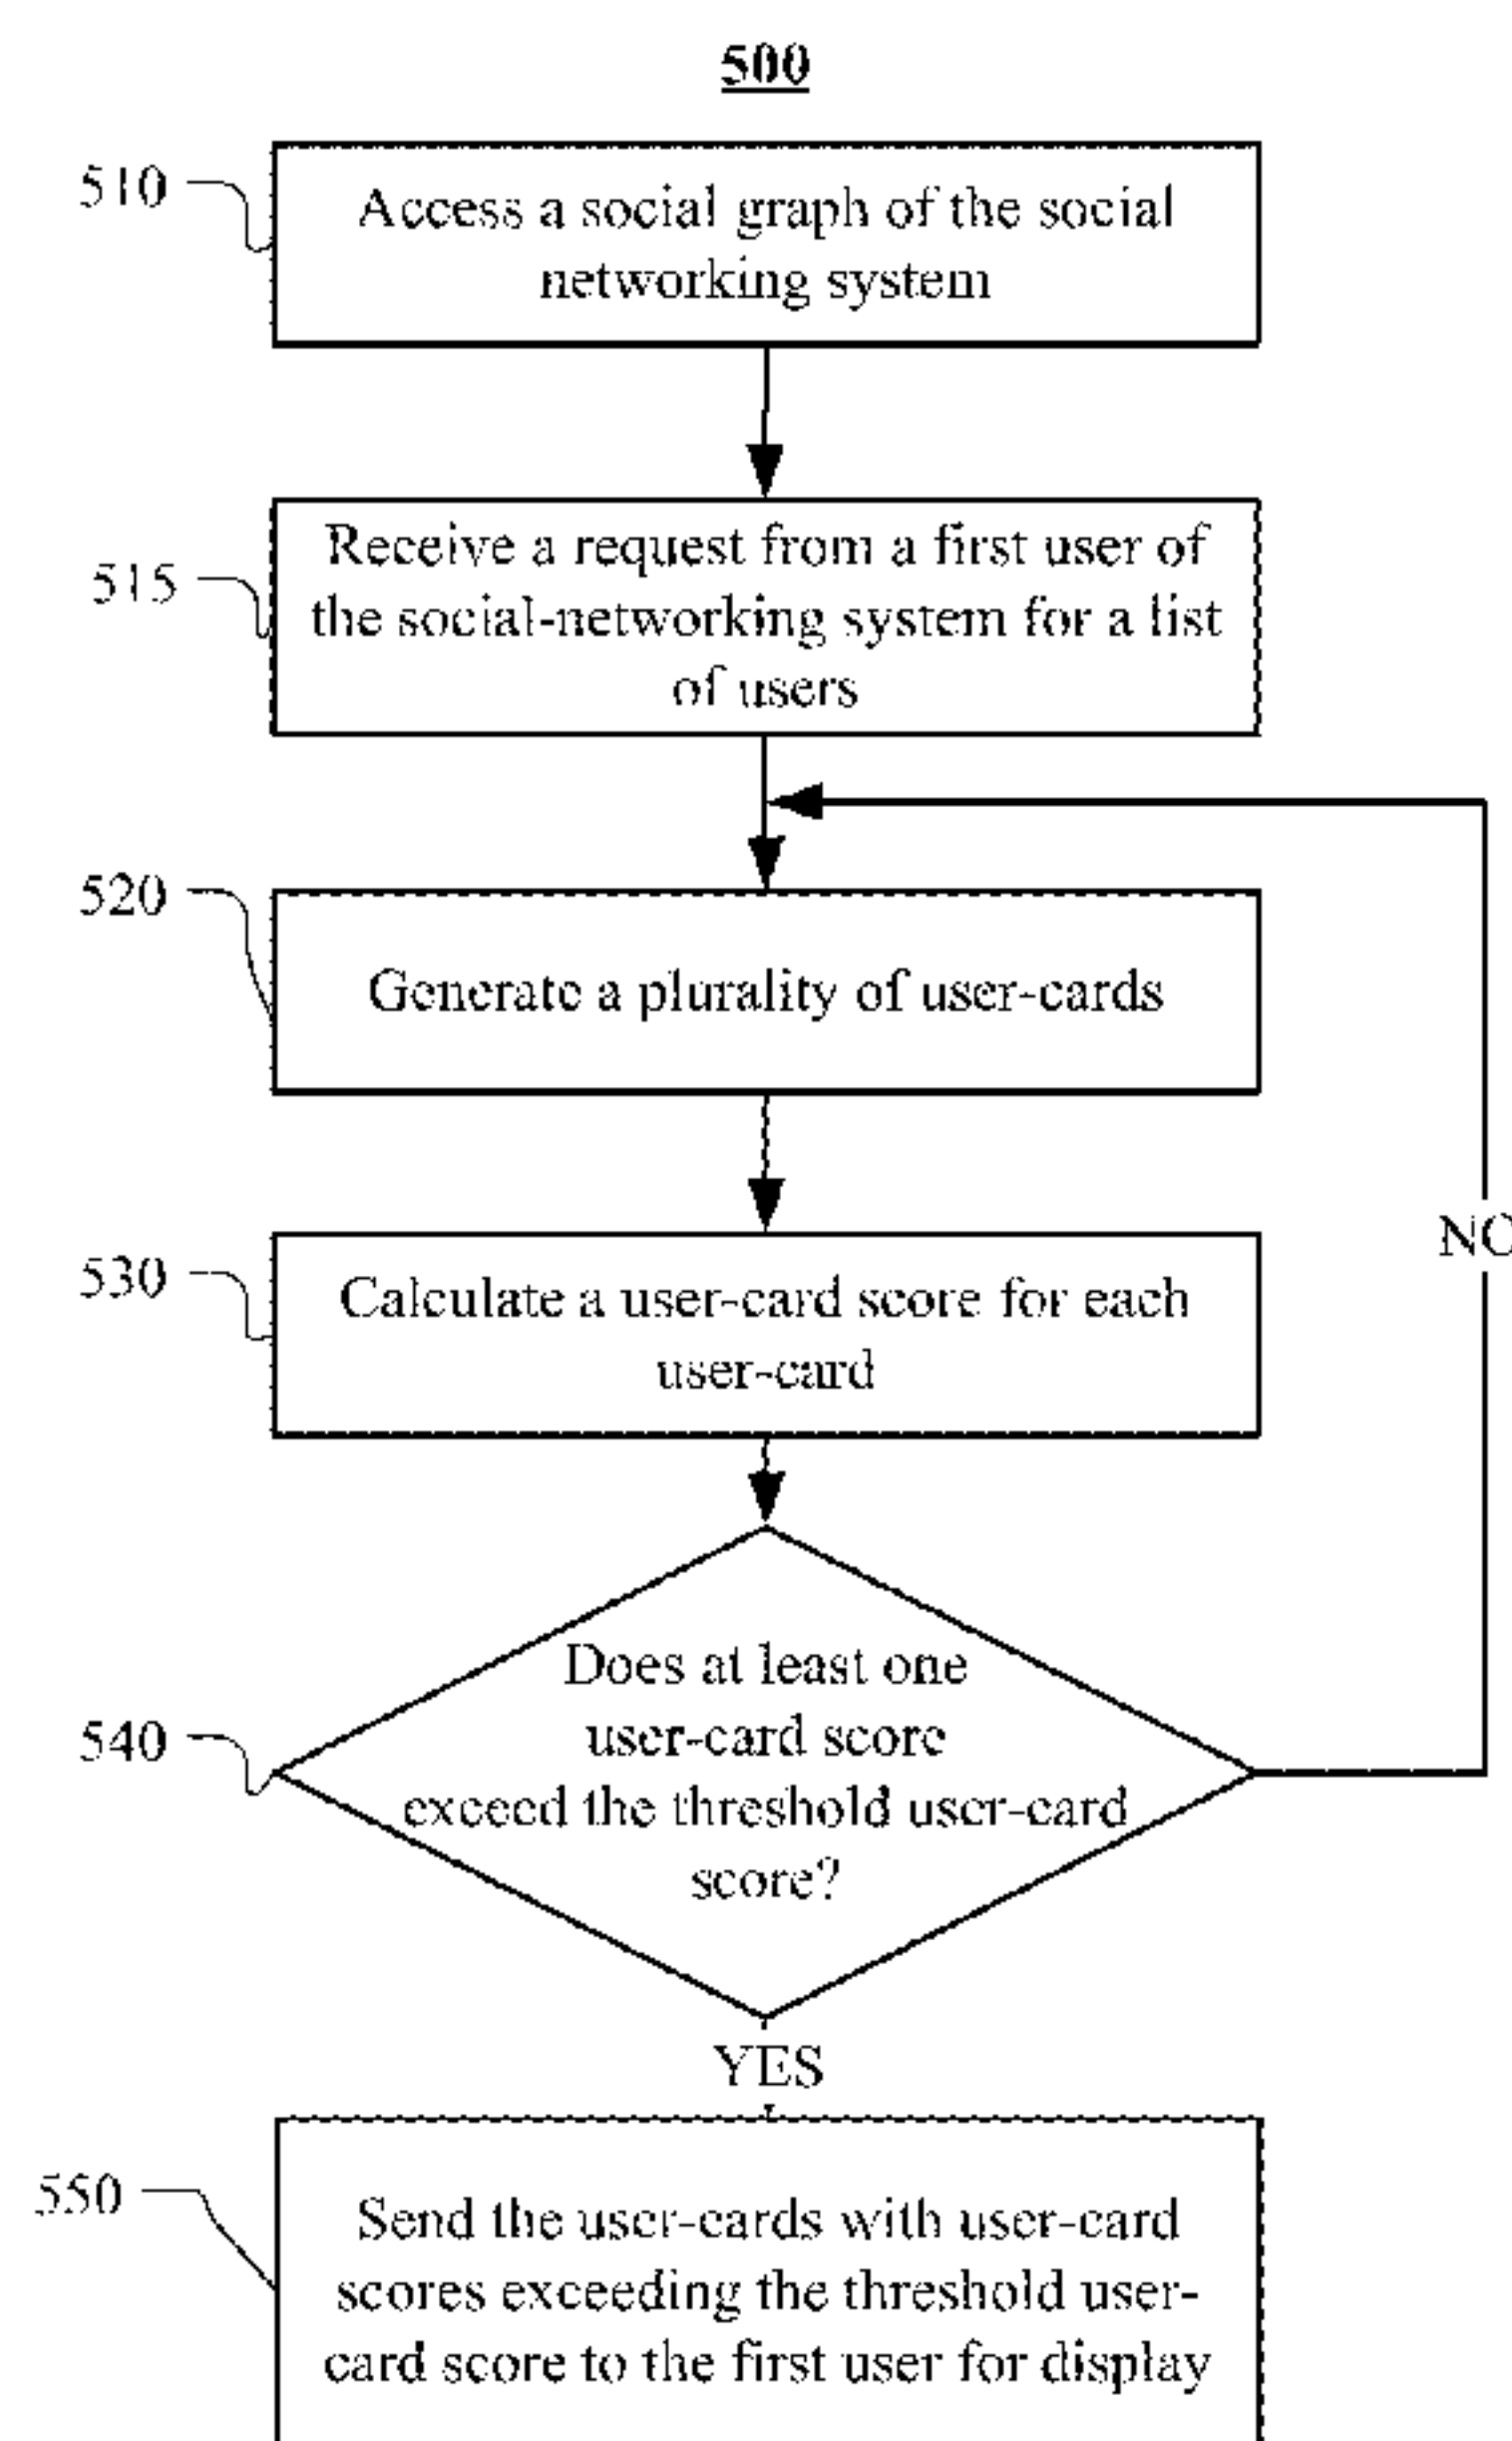 500
510
Access a social graph of the social
networking system
515
Receive a request from a first user of
the social-networking system for a list
of users
520
Generate a plurality of user-cards
NO
530
Calculate a user-card score for each
user-card
540
Does at least one
user-card score
exceed the threshold user-card
score?
YES
550
Send the user-cards with user-card
scores exceeding the threshold user-
card score to the first user for display